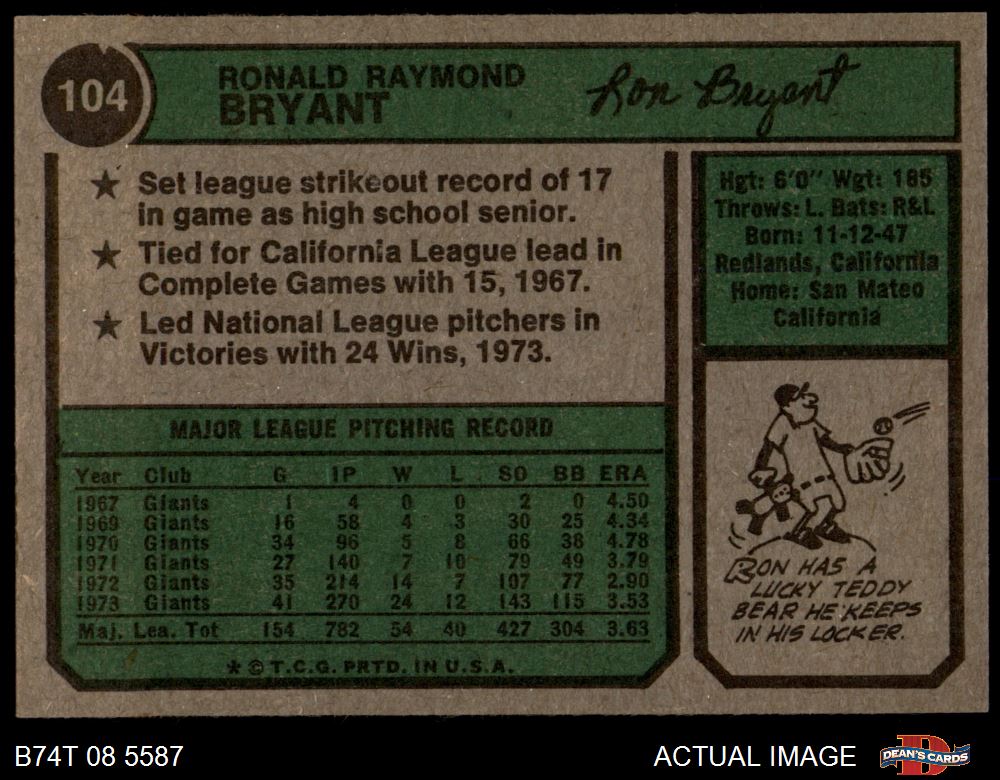 104
RONALD RAYMOND
BRYANT
Ron Bryant
★ Set league strikeout record of 17
in game as high school senior.
★ Tied for California League lead in
Complete Games with 15, 1967.
★ Led National League pitchers in
Victories with 24 Wins, 1973.
Hgt: 6'0" Wgt: 185
Throws: L. Bats: R&L
Born: 11-12-47
Redlands, California
Home: San Mateo
California
MAJOR LEAGUE PITCHING RECORD
Year Club G IP W L SO BB ERA
1967 Giants 1 4 0 0 2 0 4.50
1969 Giants 16 58 4 3 30 25 4.34
1970 Giants 34 96 5 8 66 38 4.78
1971 Giants 27 140 7 10 79 49 3.79
1972 Giants 35 214 14 7 107 77 2.90
1973 Giants 41 270 24 12 143 115 3.53
Maj. Lea. Tot 154 782 54 40 427 304 3.63
★ © T.C.G. PRTD. IN U.S.A.
RON HAS A
LUCKY TEDDY
BEAR HE KEEPS
IN HIS LOCKER.
B74T 08 5587
ACTUAL IMAGE
DEAN'S CARDS